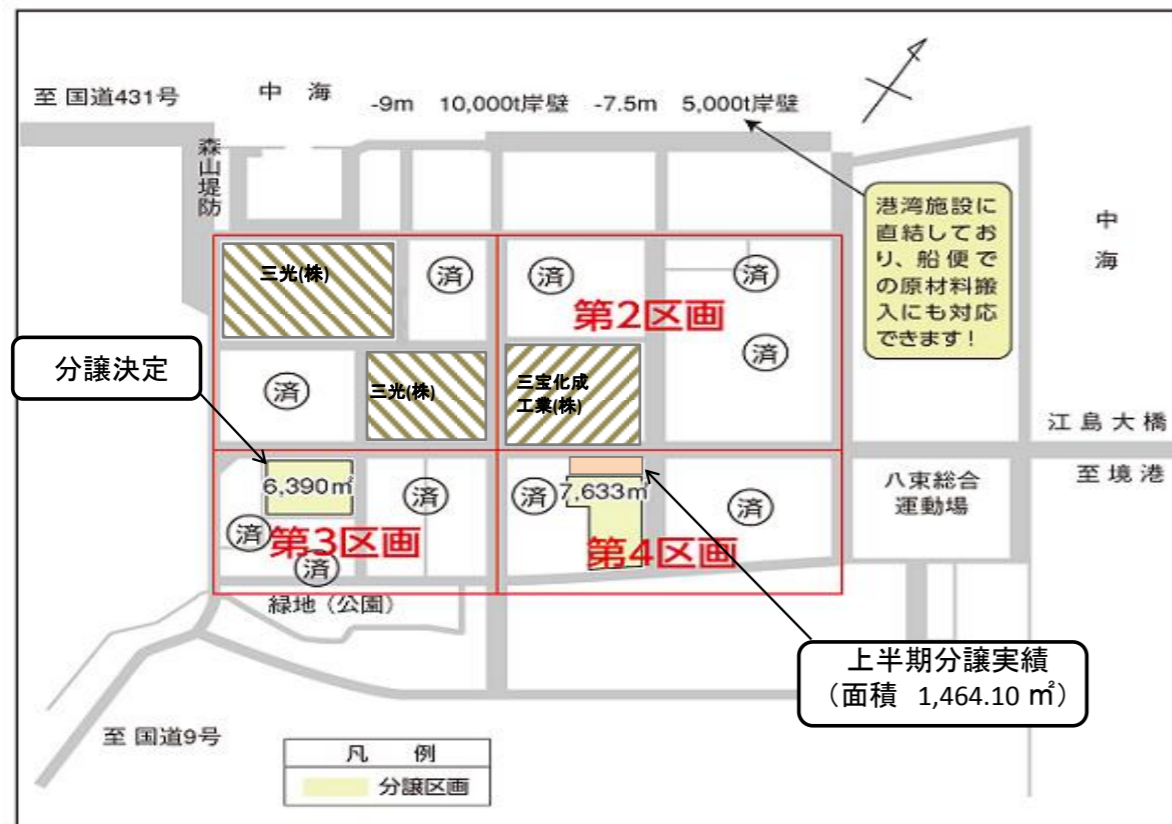 至 国道431号
中 海
-9m 10,000t岸壁 -7.5m 5,000t岸壁
森山堤防
港湾施設に
直結してお
り、船便で
の原材料搬
入にも対応
できます！
中
海
三光(株)
済
済
済
第2区画
分譲決定
済
三光(株)
三宝化成
工業(株)
済
江島大橋
至境港
6,390㎡
済
済
7,633㎡
済
八束総合
運動場
済
第3区画
済
第4区画
緑地（公園）
上半期分譲実績
（面積 1,464.10 ㎡）
至 国道9号
凡 例
分譲区画